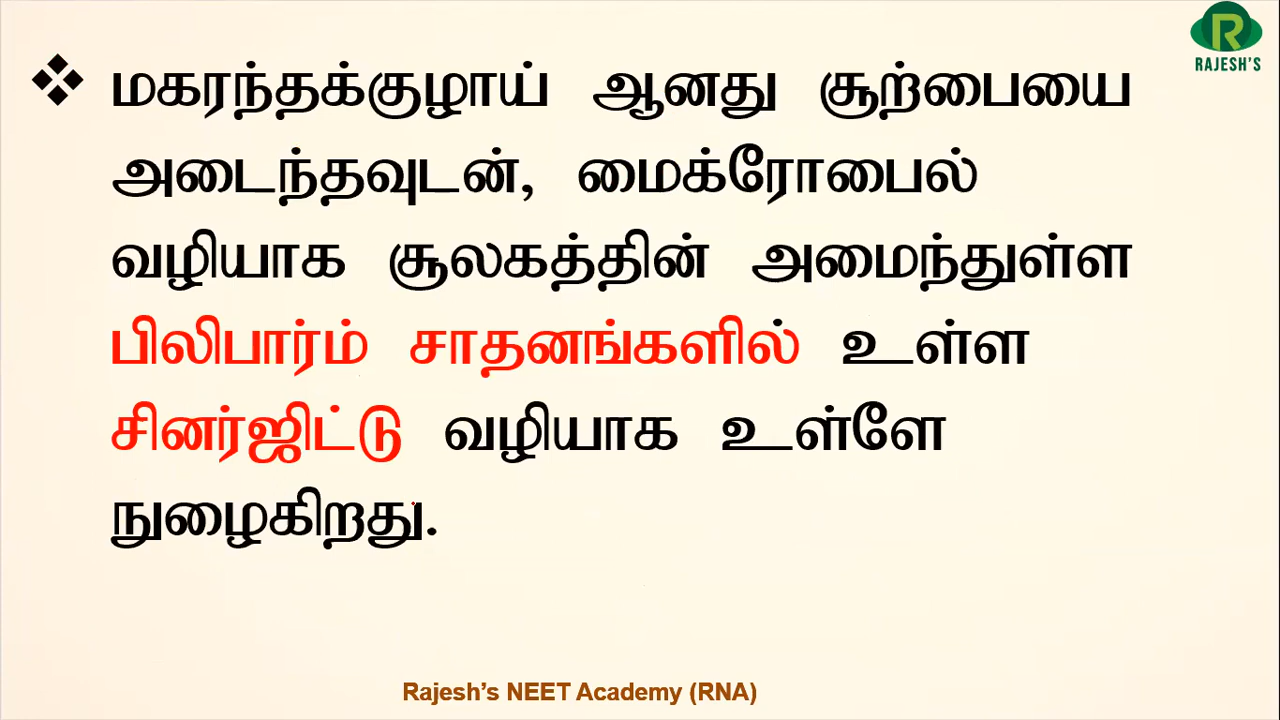 RAJESH'S
❖ மகரந்தக்குழாய் ஆனது சூற்பையை
அடைந்தவுடன், மைக்ரோபைல்
வழியாக சூலகத்தின் அமைந்துள்ள
பிலிபார்ம் சாதனங்களில் உள்ள
சினர்ஜிட்டு வழியாக உள்ளே
நுழைகிறது.
Rajesh's NEET Academy (RNA)